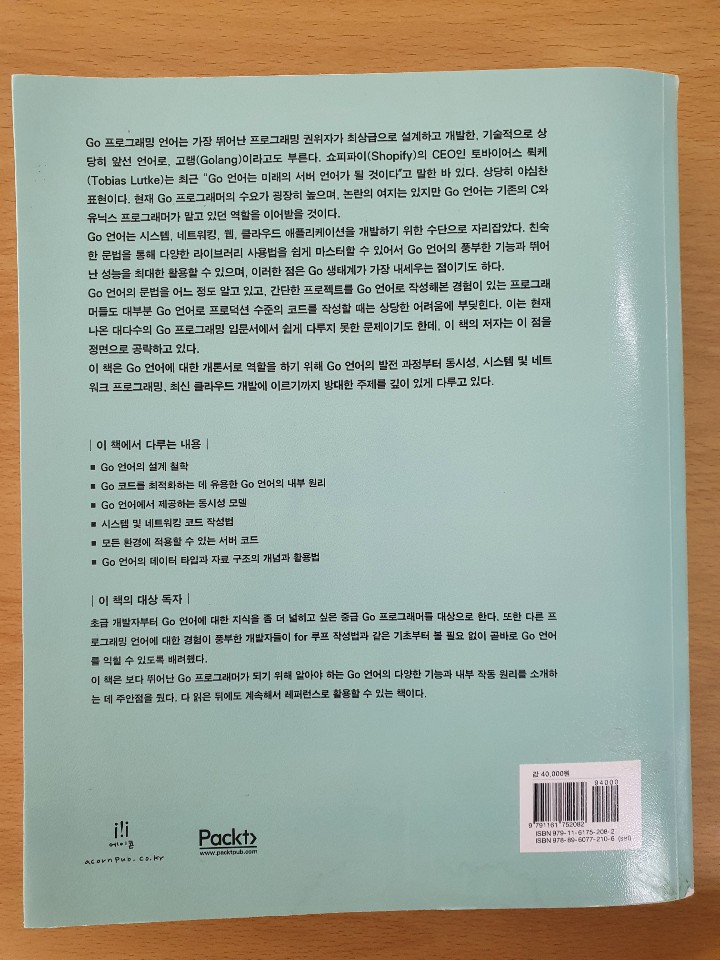 Go 프로그래밍 언어는 가장 뛰어난 프로그래밍 권위자가 최상급으로 설계하고 개발한, 기술적으로 상
당히 앞선 언어로, 고랭(Golang)이라고도 부른다. 쇼피파이(Shopify)의 CEO인 토바이어스 뤽케
(Tobias Lutke)는 최근 "Go 언어는 미래의 서버 언어가 될 것이다"고 말한 바 있다. 상당히 야심찬
표현이다. 현재 Go 프로그래머의 수요가 굉장히 높으며, 논란의 여지는 있지만 Go 언어는 기존의 C와
유닉스 프로그래머가 맡고 있던 역할을 이어받을 것이다.
Go 언어는 시스템, 네트워킹, 웹, 클라우드 애플리케이션을 개발하기 위한 수단으로 자리잡았다. 친숙
한 문법을 통해 다양한 라이브러리 사용법을 쉽게 마스터할 수 있어서 Go 언어의 풍부한 기능과 뛰어
난 성능을 최대한 활용할 수 있으며, 이러한 점은 Go 생태계가 가장 내세우는 점이기도 하다.
Go 언어의 문법을 어느 정도 알고 있고, 간단한 프로젝트를 Go 언어로 작성해본 경험이 있는 프로그래
머들도 대부분 Go 언어로 프로덕션 수준의 코드를 작성할 때는 상당한 어려움에 부딪힌다. 이는 현재
나온 대다수의 Go 프로그래밍 입문서에서 쉽게 다루지 못한 문제이기도 한데, 이 책의 저자는 이 점을
정면으로 공략하고 있다.
이 책은 Go 언어에 대한 개론서로 역할을 하기 위해 Go 언어의 발전 과정부터 동시성, 시스템 및 네트
워크 프로그래밍, 최신 클라우드 개발에 이르기까지 방대한 주제를 깊이 있게 다루고 있다.
| 이 책에서 다루는 내용 |
■ Go 언어의 설계 철학
■ Go 코드를 최적화하는 데 유용한 Go 언어의 내부 원리
■ Go 언어에서 제공하는 동시성 모델
■ 시스템 및 네트워킹 코드 작성법
■ 모든 환경에 적용할 수 있는 서버 코드
■ Go 언어의 데이터 타입과 자료 구조의 개념과 활용법
| 이 책의 대상 독자 |
초급 개발자부터 Go 언어에 대한 지식을 좀 더 넓히고 싶은 중급 Go 프로그래머를 대상으로 한다. 또한 다른 프
로그래밍 언어에 대한 경험이 풍부한 개발자들이 for 루프 작성법과 같은 기초부터 볼 필요 없이 곧바로 Go 언어
를 익힐 수 있도록 배려했다.
이 책은 보다 뛰어난 Go 프로그래머가 되기 위해 알아야 하는 Go 언어의 다양한 기능과 내부 작동 원리를 소개하
는 데 주안점을 뒀다. 다 읽은 뒤에도 계속해서 레퍼런스로 활용할 수 있는 책이다.
값 40,000원
94000
9 791161 752082
ISBN 979-11-6175-208-2
ISBN 978-89-6077-210-6 (set)
에이콘
acornpub.co.kr
Packt>
www.packtpub.com